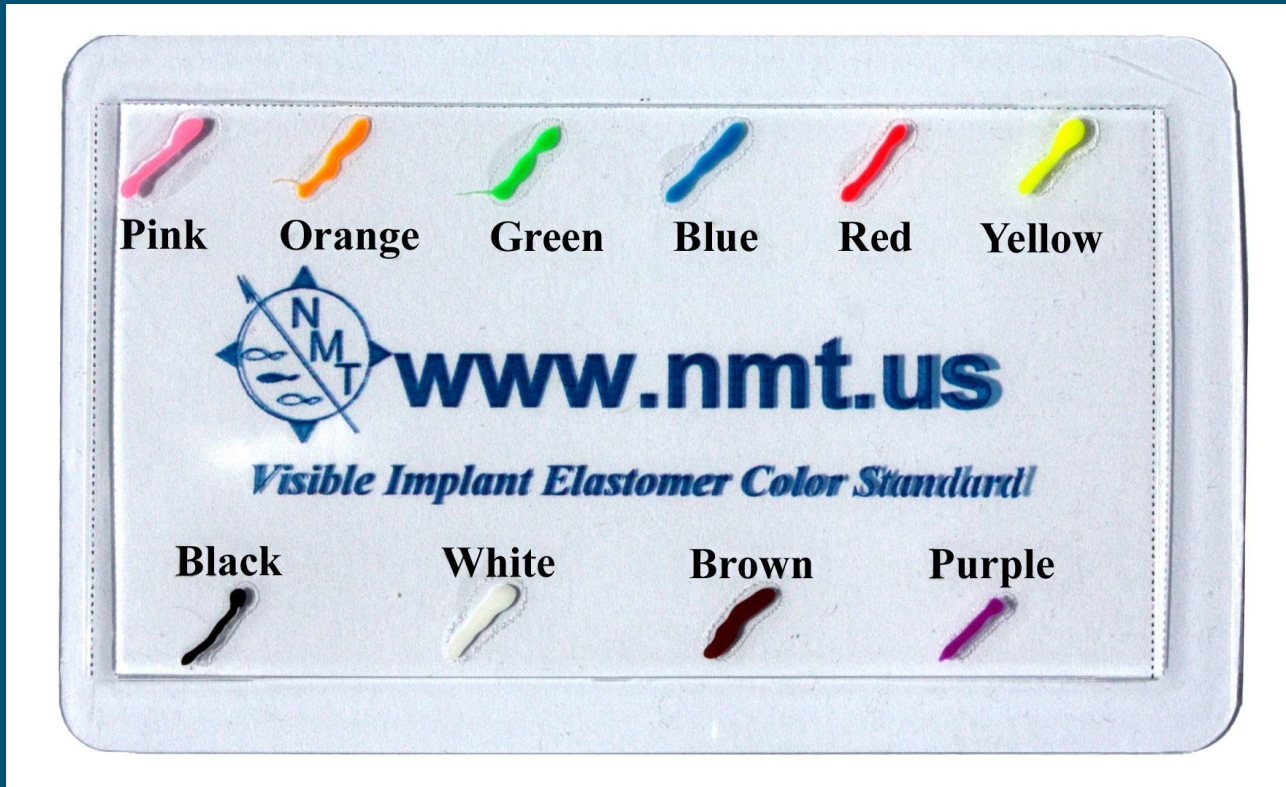 Pink Orange Green Blue Red Yellow
N
M
T
www.nmt.us
Visible Implant Elastomer Color Standard
Black White Brown Purple